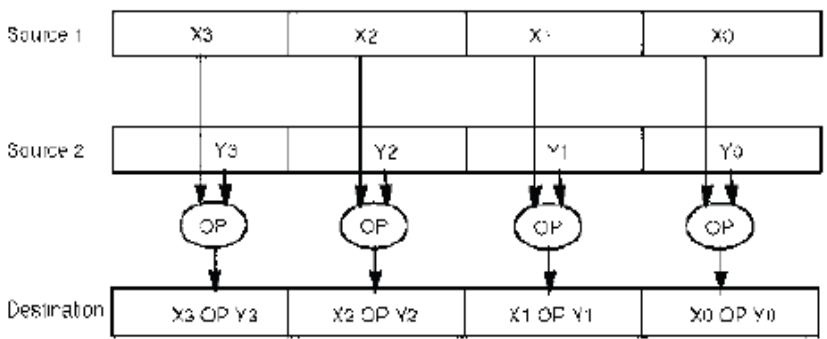 Source 1 X3 X2 X1 X0
Source 2 Y3 Y2 Y1 Y0
OP OP OP OP
Destination X3 OP Y3 X2 OP Y2 X1 OP Y1 X0 OP Y0